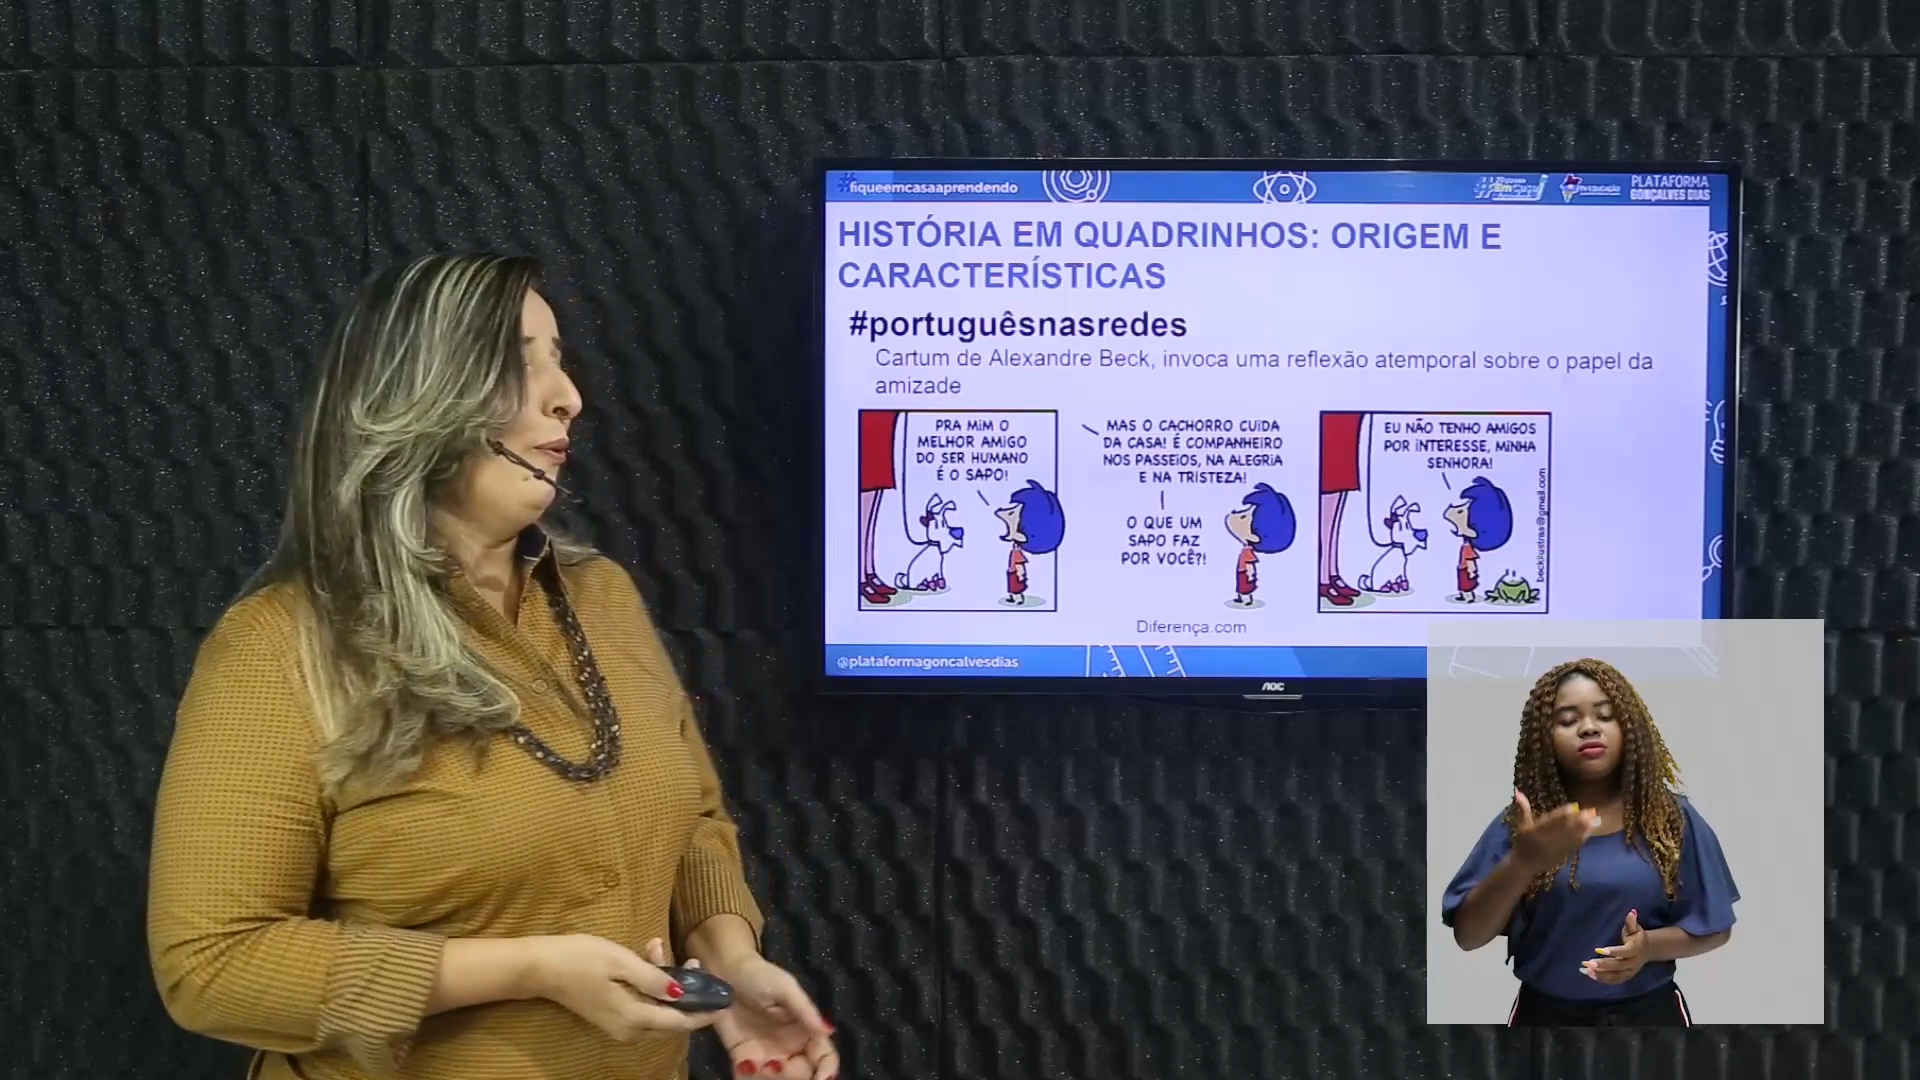 #fiqueemcasaaprendendo
PLATAFORMA
GONÇALVES DIAS
HISTÓRIA EM QUADRINHOS: ORIGEM E
CARACTERÍSTICAS
#portuguêsnasredes
Cartum de Alexandre Beck, invoca uma reflexão atemporal sobre o papel da
amizade
PRA MIM O
MELHOR AMIGO
DO SER HUMANO
É O SAPO!
MAS O CACHORRO CUIDA
DA CASA! É COMPANHEIRO
NOS PASSEIOS, NA ALEGRIA
E NA TRISTEZA!
O QUE UM
SAPO FAZ
POR VOCÊ?!
EU NÃO TENHO AMIGOS
POR INTERESSE, MINHA
SENHORA!
beckilustras@gmail.com
Diferença.com
@plataformagoncalvesdias
AOC